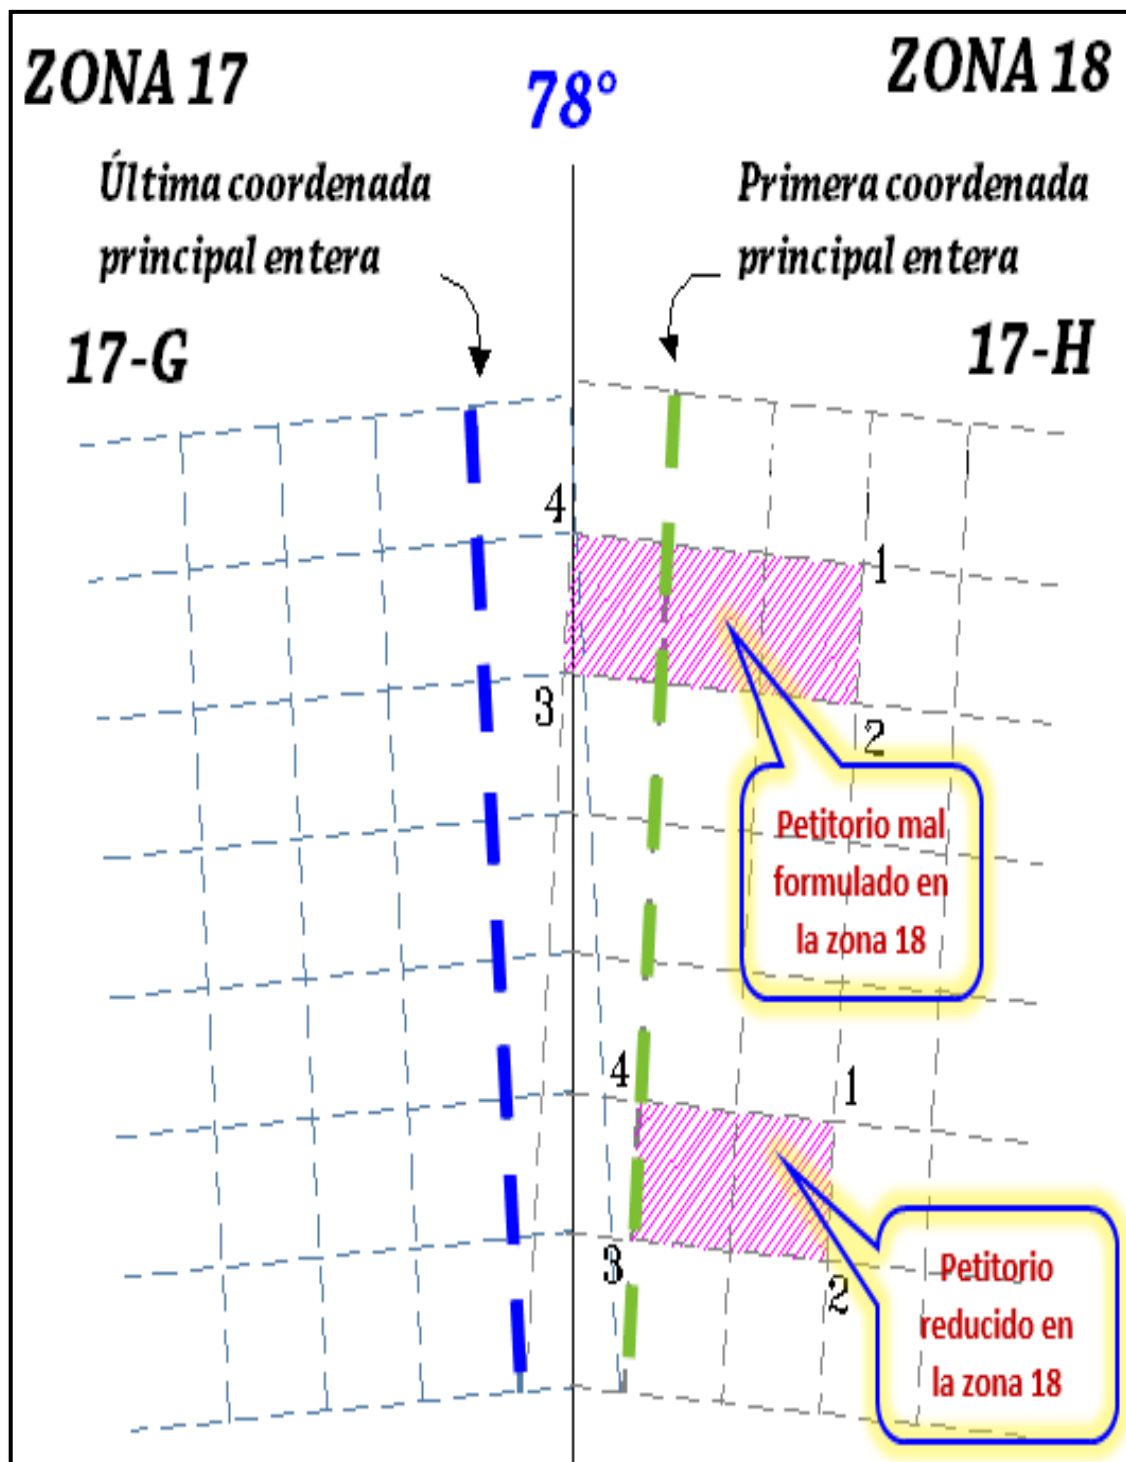 ZONA 17
78°
ZONA 18
Última coordenada
principal entera
Primera coordenada
principal entera
17-G
17-H
4
1
3
2
Petitorio mal
formulado en
la zona 18
4
1
3
2
Petitorio
reducido en
la zona 18